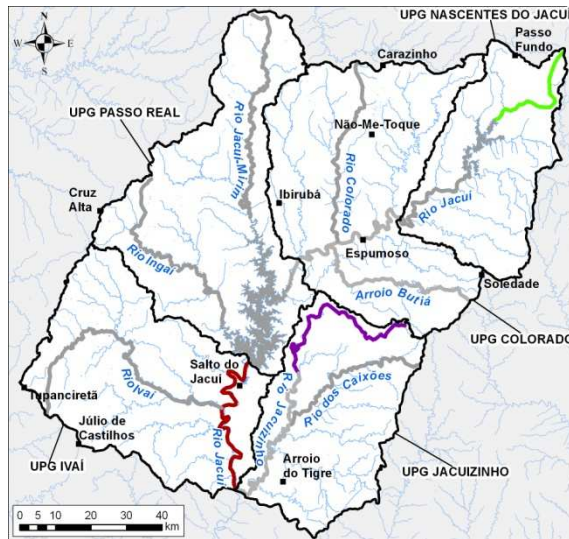 UPG NASCENTES DO JACUÍ
Passo
Fundo
N
W E
S
Carazinho
UPG PASSO REAL
Rio Jacuí-Mirim
Não-Me-Toque
Rio Colorado
Cruz
Alta
Ibirubá
Rio Jacuí
Rio Ingaí
Espumoso
Soledade
Arroio Buriá
UPG COLORADO
Salto do
Jacuí
Rio Ivaí
Rio Jacuizinho
Rio dos Caixões
Tupanciretã
Júlio de
Castilhos
Rio Jacuí
Arroio
do Tigre
UPG IVAÍ
UPG JACUIZINHO
0 5 10 20 30 40
km